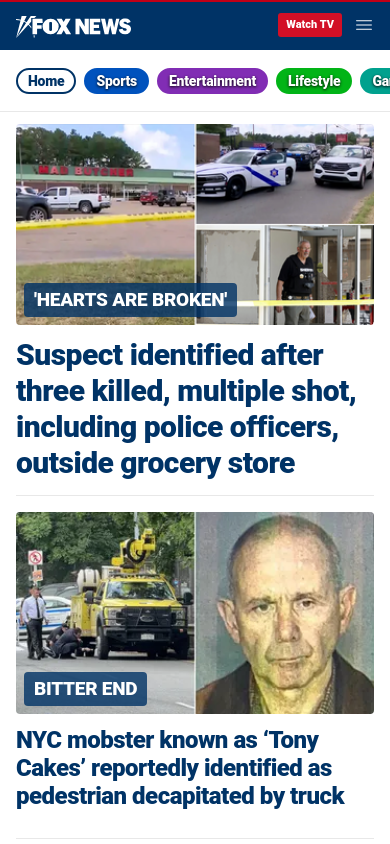 FOX NEWS
Watch TV
Home
Sports
Entertainment
Lifestyle
Ga
MAD BUTCHER
'HEARTS ARE BROKEN'
Suspect identified after
three killed, multiple shot,
including police officers,
outside grocery store
BITTER END
NYC mobster known as ‘Tony
Cakes’ reportedly identified as
pedestrian decapitated by truck